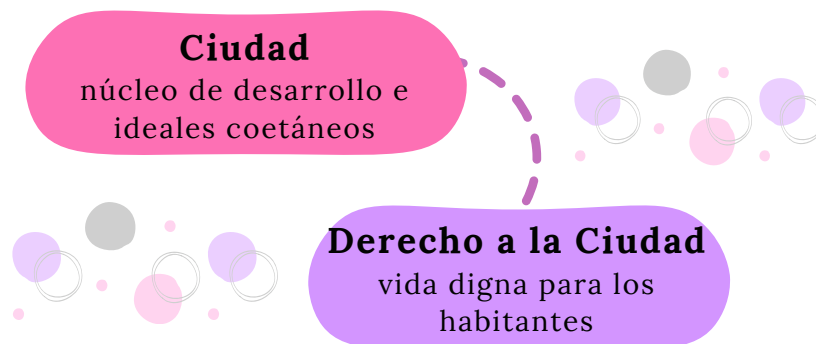 Ciudad
núcleo de desarrollo e
ideales coetáneos
Derecho a la Ciudad
vida digna para los
habitantes